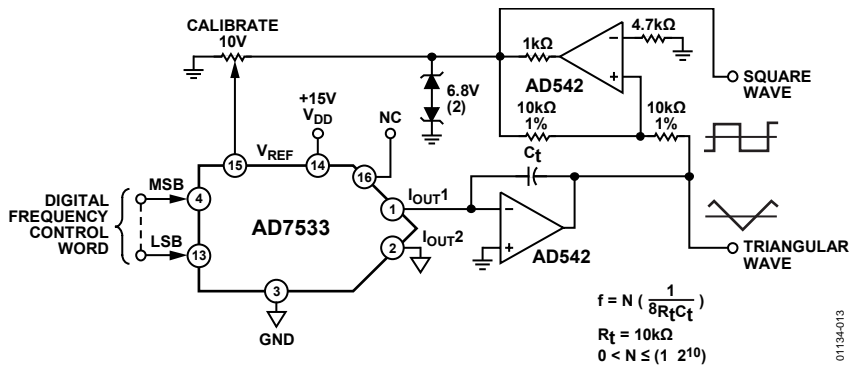 CALIBRATE
10V
1kΩ
4.7kΩ
AD542
SQUARE
WAVE
6.8V
(2)
10kΩ
1%
10kΩ
1%
+15V
VDD
NC
VREF
15
14
16
Ct
DIGITAL
FREQUENCY
CONTROL
WORD
MSB
4
LSB
13
AD7533
1
IOUT1
2
IOUT2
3
GND
AD542
TRIANGULAR
WAVE
f = N ( 1 / 8RtCt )
Rt = 10kΩ
0 < N ≤ (1 2^10)
01134-013